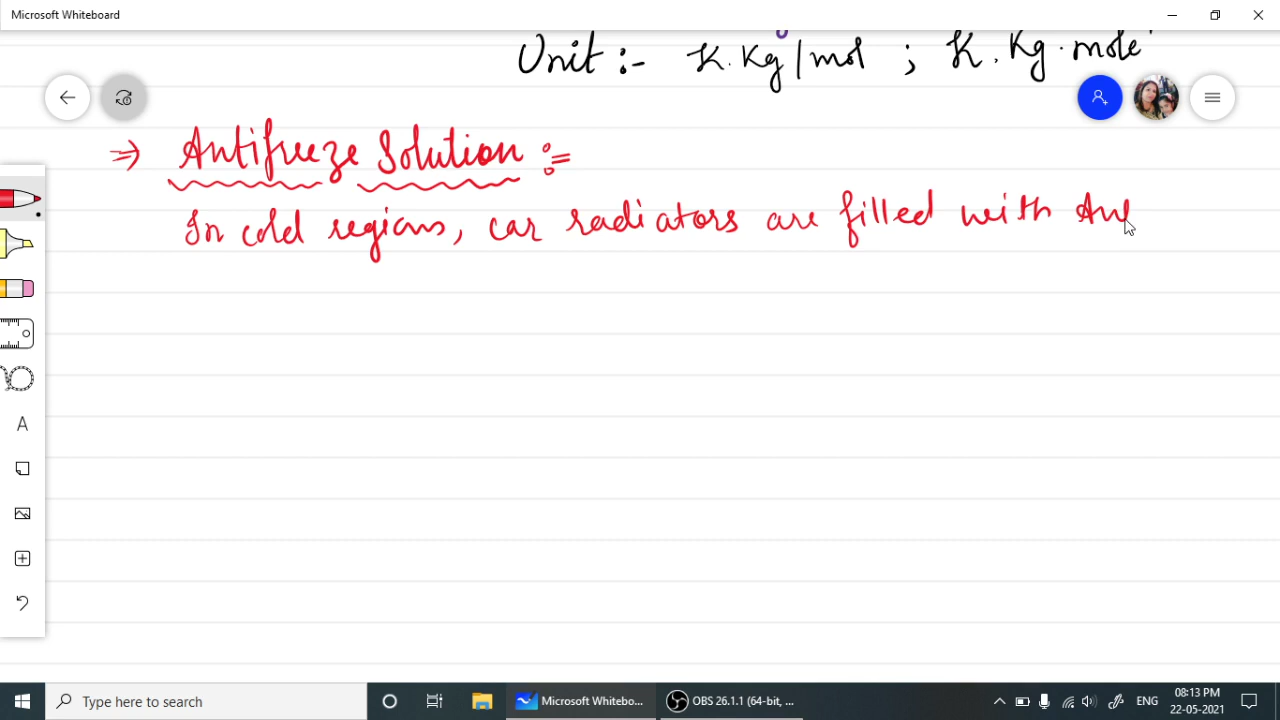 Microsoft Whiteboard
Unit :- K.Kg/mol ; K.Kg.mole
⇒ Antifreeze Solution :=
In cold regions, car radiators are filled with
A
Type here to search
Microsoft Whitebo...
OBS 26.1.1 (64-bit, ...
ENG
08:13 PM
22-05-2021